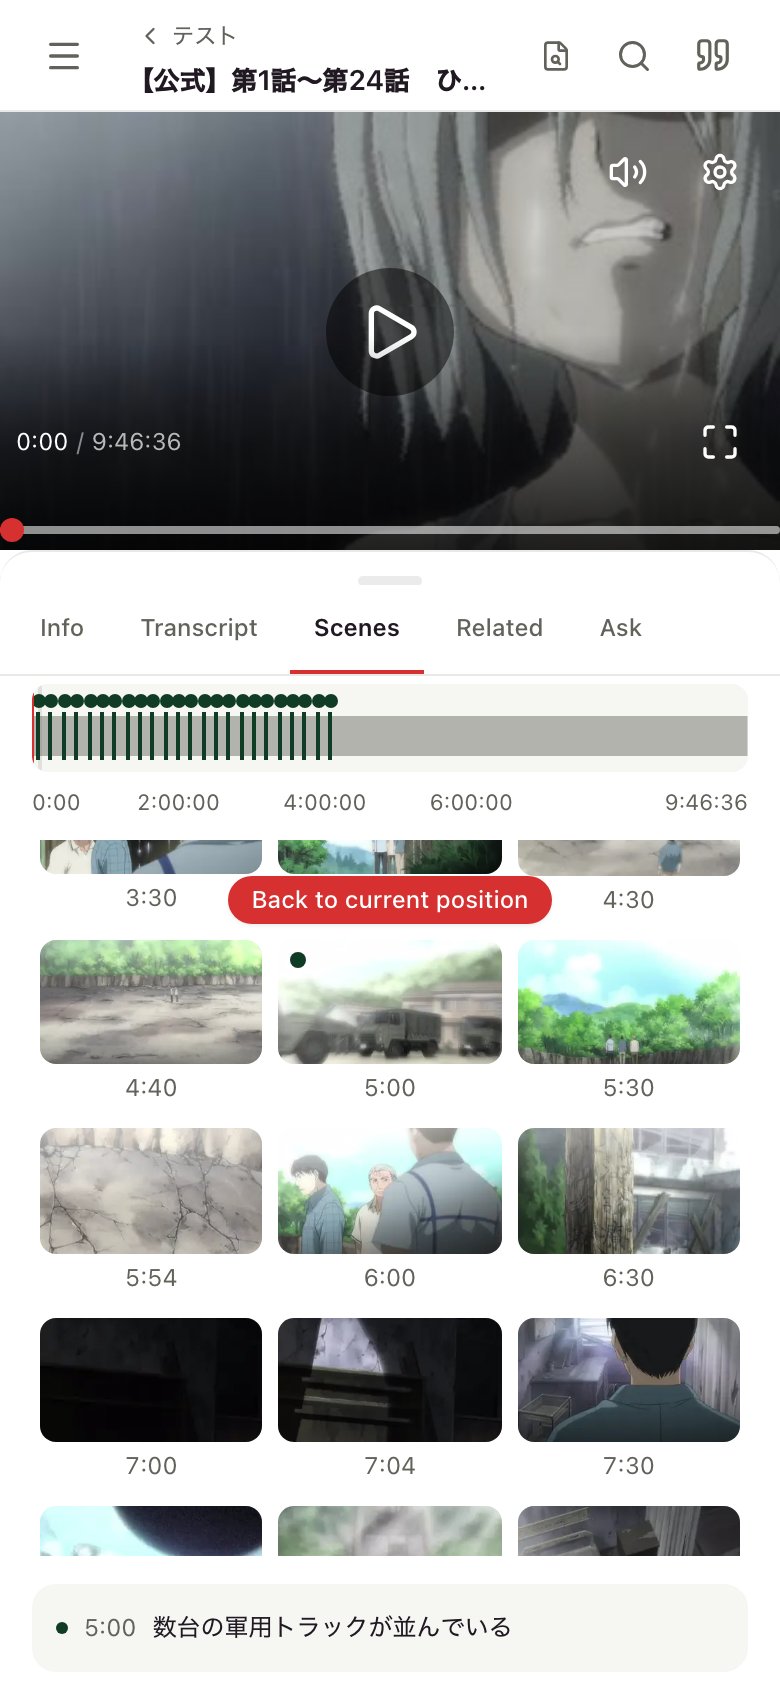 テスト
【公式】第1話〜第24話　ひ...
0:00 / 9:46:36
Info Transcript Scenes Related Ask
0:00 2:00:00 4:00:00 6:00:00 9:46:36
3:30 4:30
Back to current position
4:40 5:00 5:30
5:54 6:00 6:30
7:00 7:04 7:30
5:00 数台の軍用トラックが並んでいる